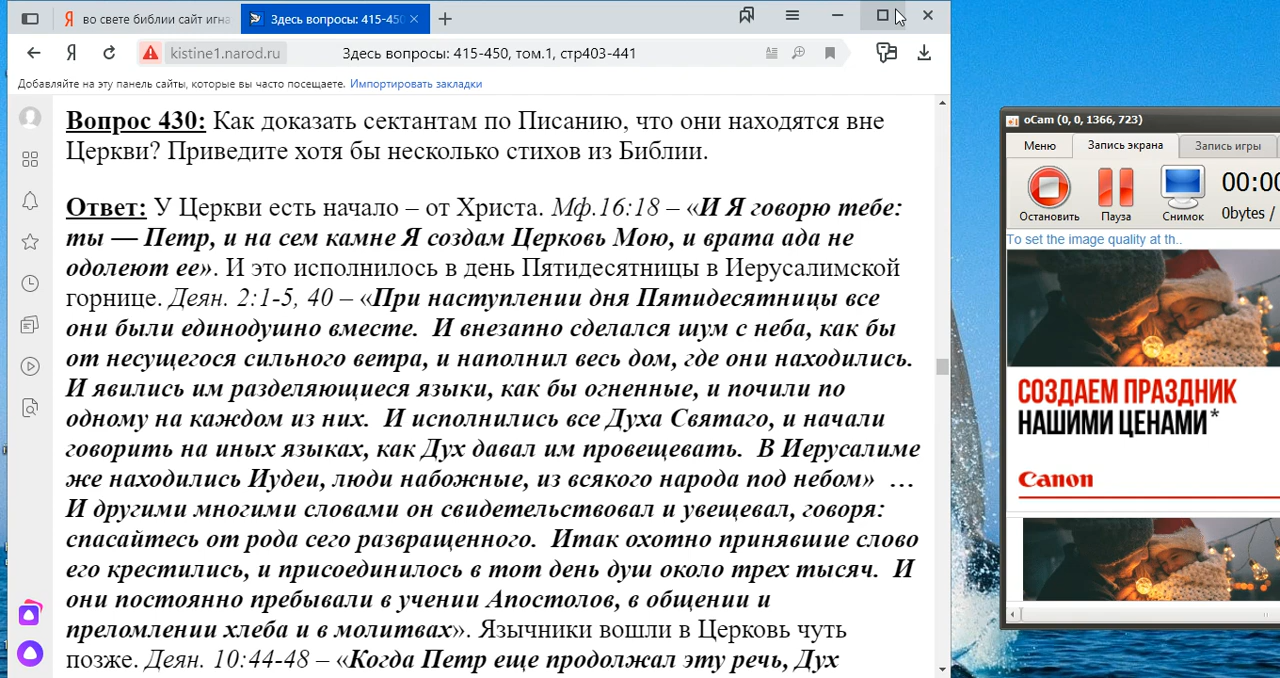 во свете библии сайт игна
Здесь вопросы: 415-450
kistine1.narod.ru
Здесь вопросы: 415-450, том.1, стр403-441
Добавляйте на эту панель сайты, которые вы часто посещаете. Импортировать закладки
Вопрос 430: Как доказать сектантам по Писанию, что они находятся вне
Церкви? Приведите хотя бы несколько стихов из Библии.
Ответ: У Церкви есть начало – от Христа. Мф.16:18 – «И Я говорю тебе:
ты — Петр, и на сем камне Я создам Церковь Мою, и врата ада не
одолеют ее». И это исполнилось в день Пятидесятницы в Иерусалимской
горнице. Деян. 2:1-5, 40 – «При наступлении дня Пятидесятницы все
они были единодушно вместе. И внезапно сделался шум с неба, как бы
от несущегося сильного ветра, и наполнил весь дом, где они находились.
И явились им разделяющиеся языки, как бы огненные, и почили по
одному на каждом из них. И исполнились все Духа Святаго, и начали
говорить на иных языках, как Дух давал им провещевать. В Иерусалиме
же находились Иудеи, люди набожные, из всякого народа под небом» …
И другими многими словами он свидетельствовал и увещевал, говоря:
спасайтесь от рода сего развращенного. Итак охотно принявшие слово
его крестились, и присоединилось в тот день душ около трех тысяч. И
они постоянно пребывали в учении Апостолов, в общении и
преломлении хлеба и в молитвах». Язычники вошли в Церковь чуть
позже. Деян. 10:44-48 – «Когда Петр еще продолжал эту речь, Дух
oCam (0, 0, 1366, 723)
Меню Запись экрана Запись игры
00:00
Остановить Пауза Снимок 0bytes /
To set the image quality at th..
СОЗДАЕМ ПРАЗДНИК
НАШИМИ ЦЕНАМИ*
Canon